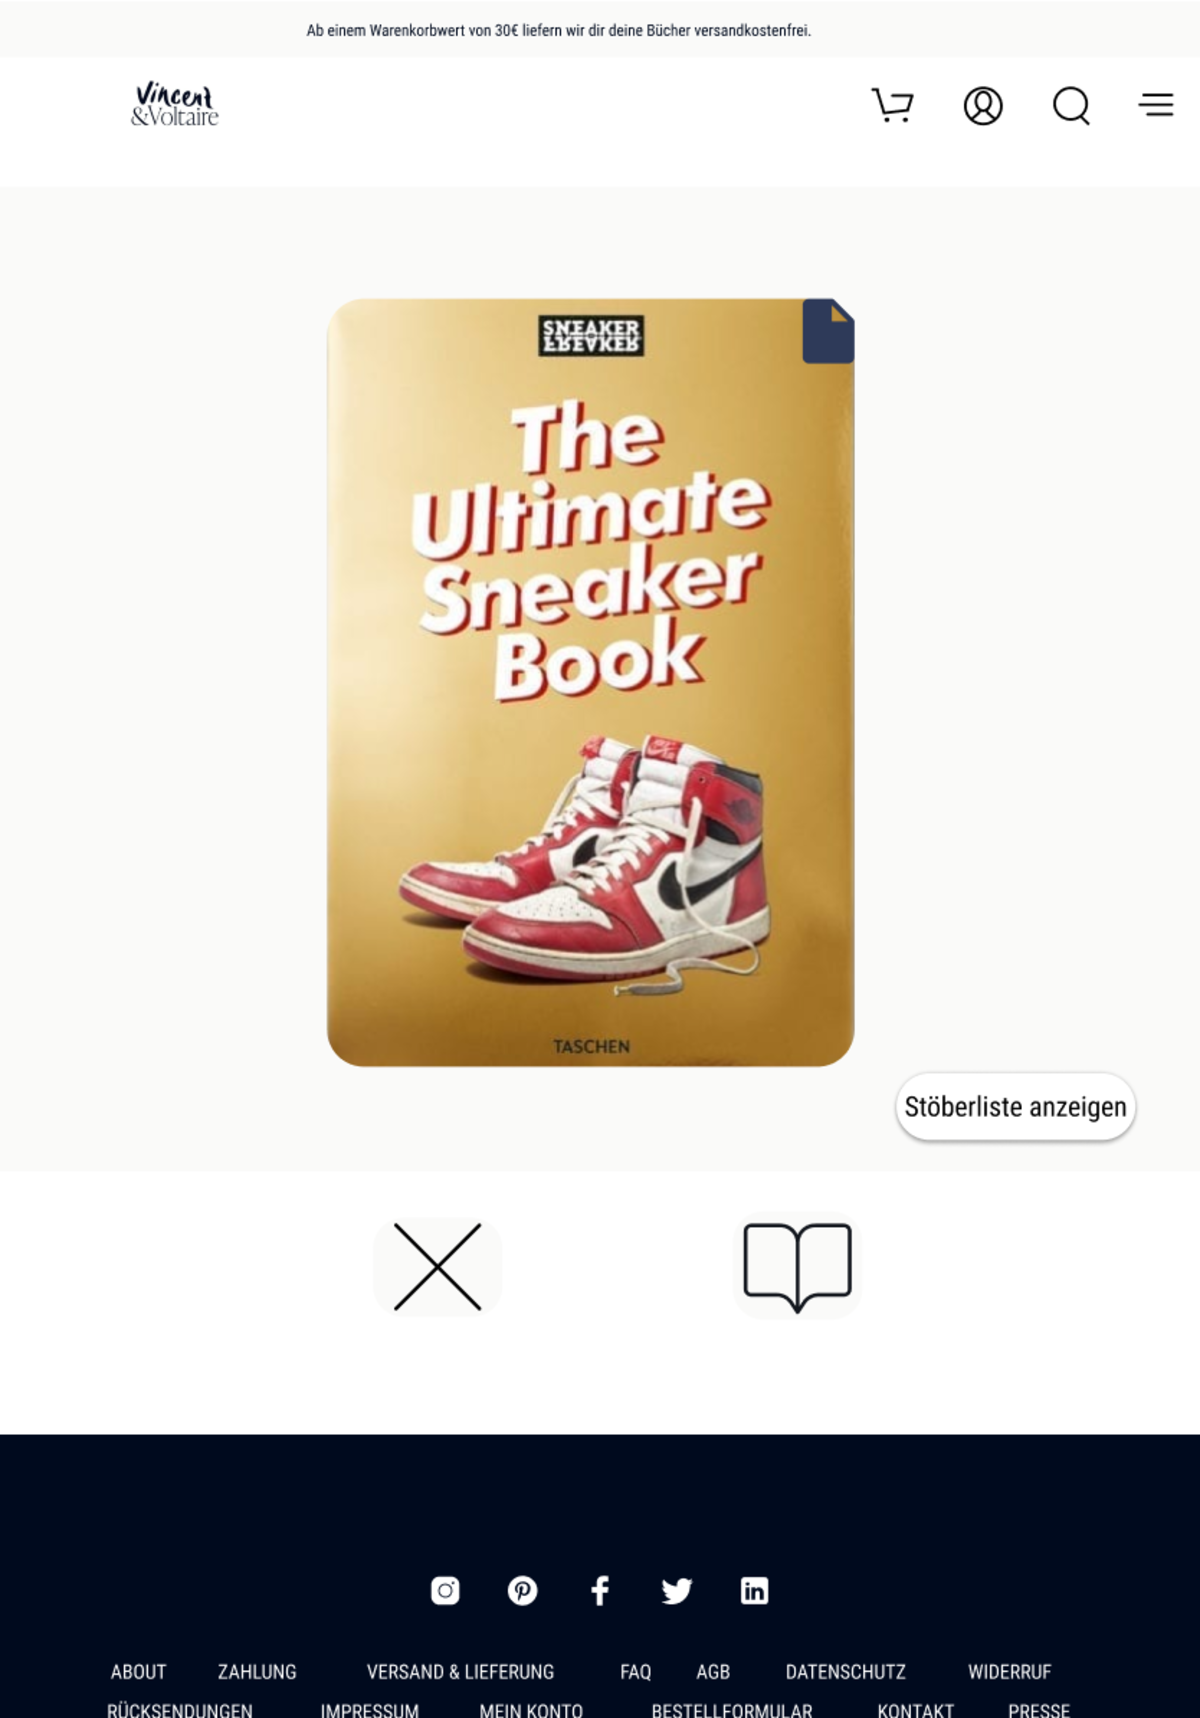 Ab einem Warenkorbwert von 30€ liefern wir dir deine Bücher versandkostenfrei.
Vincent
&Voltaire
SNEAKER
FREAKER
The
Ultimate
Sneaker
Book
TASCHEN
Stöberliste anzeigen
ABOUT ZAHLUNG VERSAND & LIEFERUNG FAQ AGB DATENSCHUTZ WIDERRUF
RÜCKSENDUNGEN IMPRESSUM MEIN KONTO BESTELLFORMULAR KONTAKT PRESSE